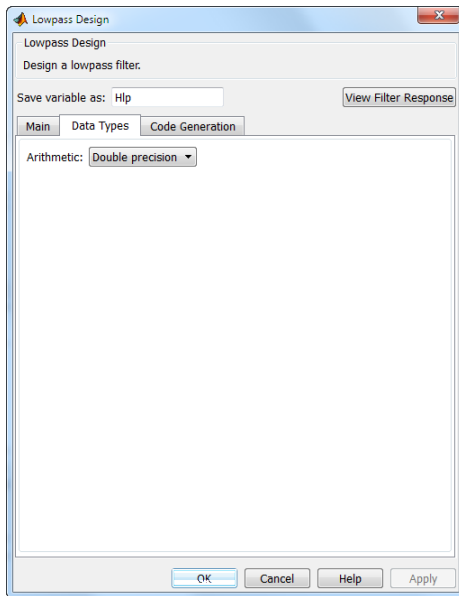 Lowpass Design
x
Lowpass Design
Design a lowpass filter.
Save variable as: Hlp View Filter Response
Main Data Types Code Generation
Arithmetic: Double precision
OK Cancel Help Apply